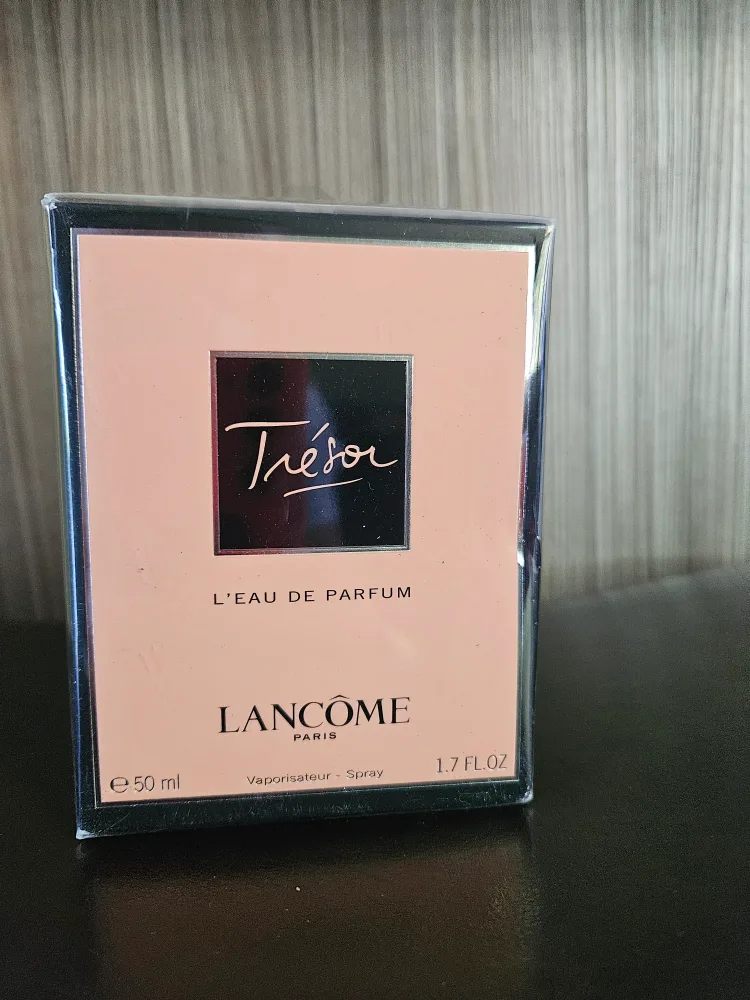 Trésor
L'EAU DE PARFUM
LANCÔME
PARIS
℮ 50 ml
Vaporisateur - Spray
1.7 FL.OZ